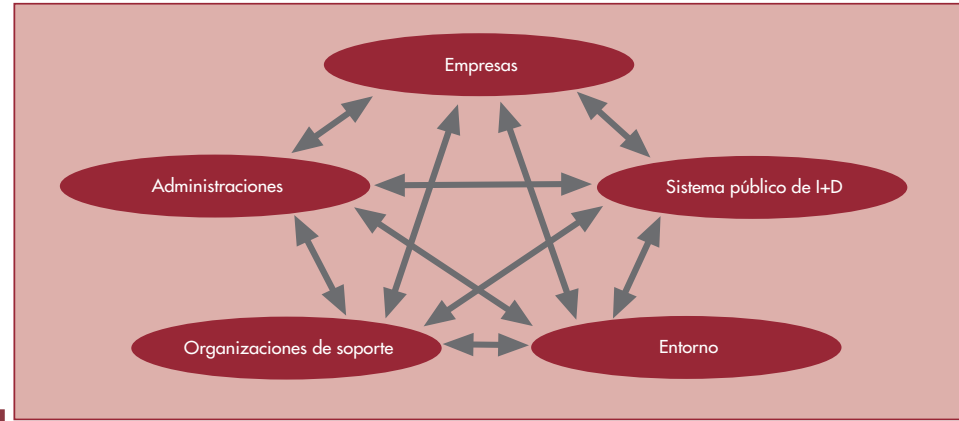 Empresas
Administraciones
Sistema público de I+D
Organizaciones de soporte
Entorno